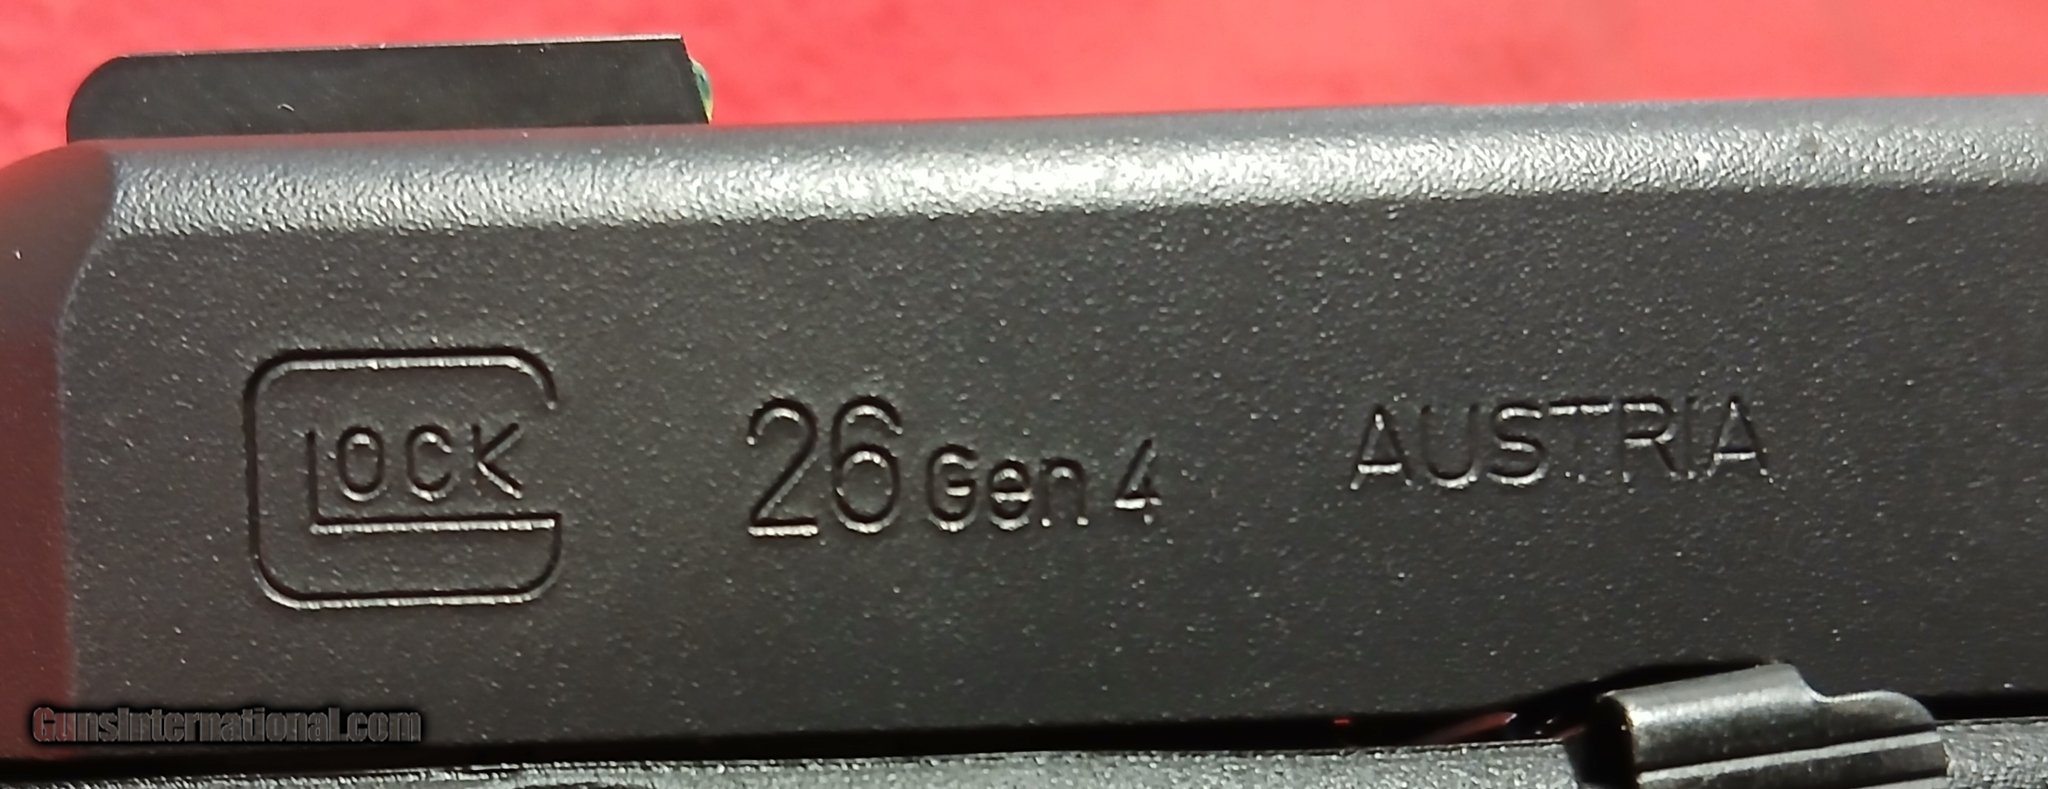 GLOCK 26 Gen 4 AUSTRIA
GunsInternational.com